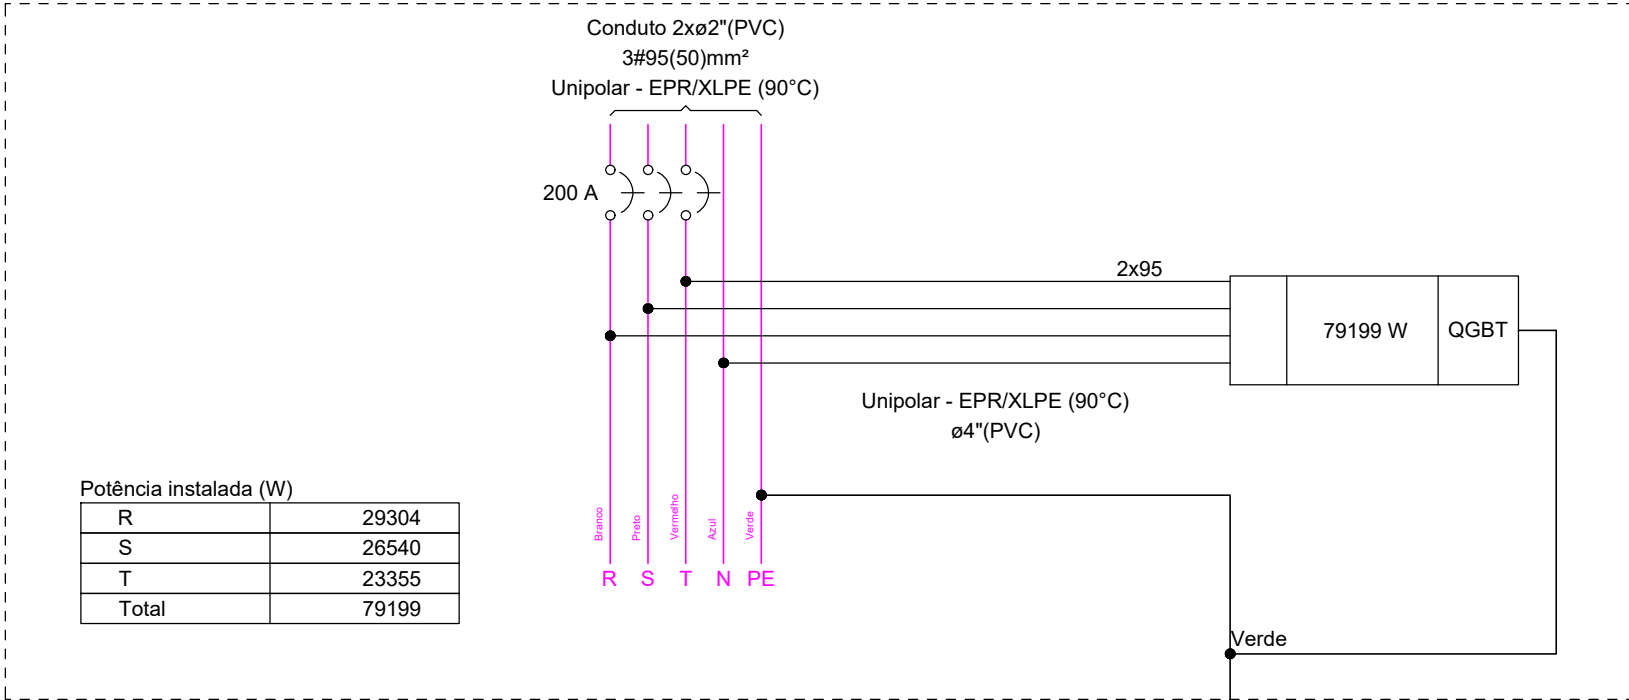 Conduto 2xø2"(PVC)
3#95(50)mm²
Unipolar - EPR/XLPE (90°C)
200 A
2x95
79199 W
QGBT
Unipolar - EPR/XLPE (90°C)
ø4"(PVC)
Potência instalada (W)
R 29304
S 26540
T 23355
Total 79199
Branco
Preto
Vermelho
Azul
Verde
R S T N PE
Verde